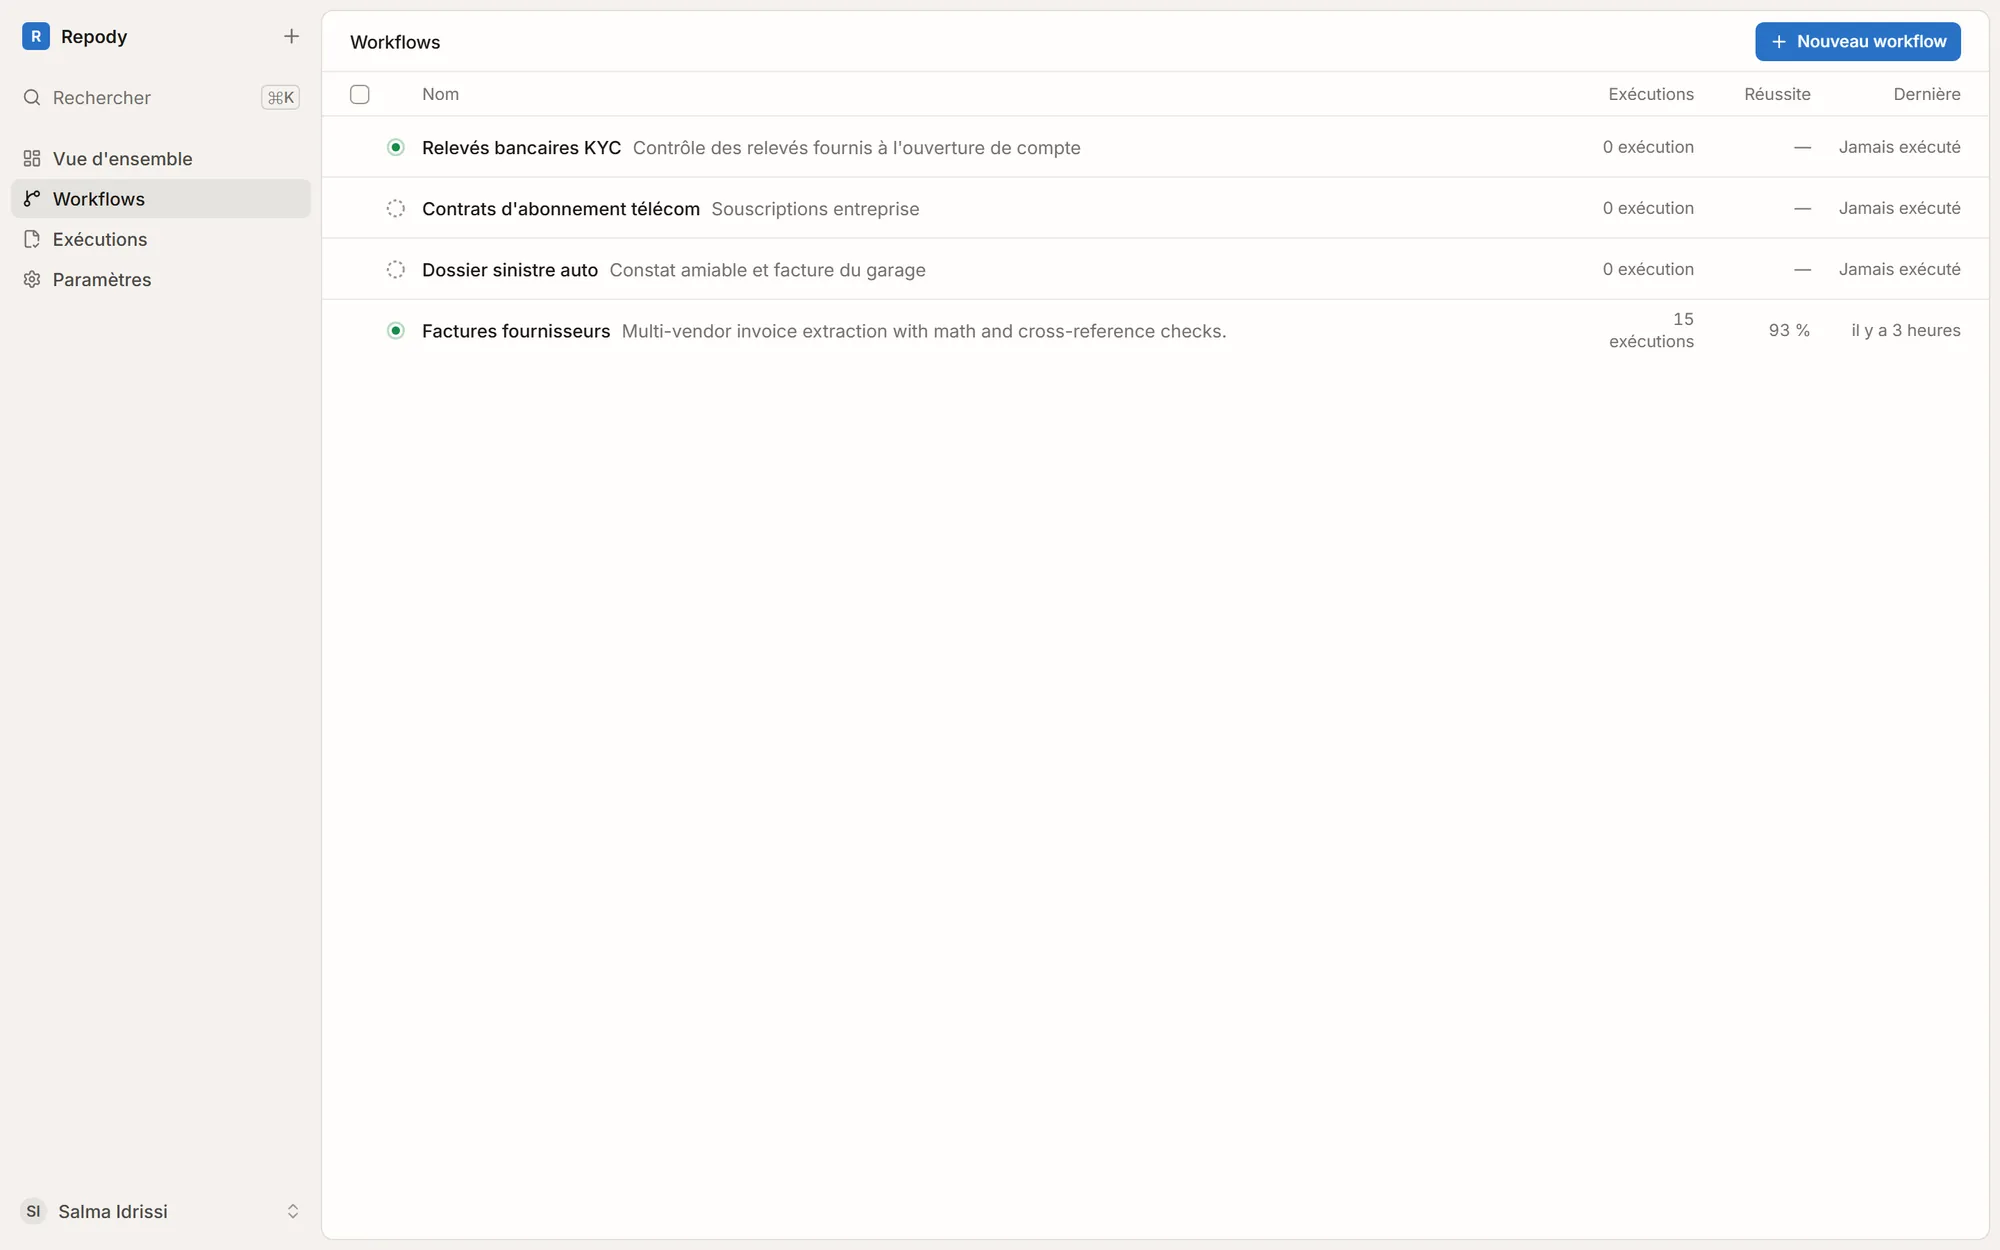 R Repody
Rechercher ⌘K
Vue d'ensemble
Workflows
Exécutions
Paramètres
SI Salma Idrissi
Workflows
+ Nouveau workflow
Nom Exécutions Réussite Dernière
Relevés bancaires KYC Contrôle des relevés fournis à l'ouverture de compte 0 exécution — Jamais exécuté
Contrats d'abonnement télécom Souscriptions entreprise 0 exécution — Jamais exécuté
Dossier sinistre auto Constat amiable et facture du garage 0 exécution — Jamais exécuté
Factures fournisseurs Multi-vendor invoice extraction with math and cross-reference checks. 15 exécutions 93 % il y a 3 heures